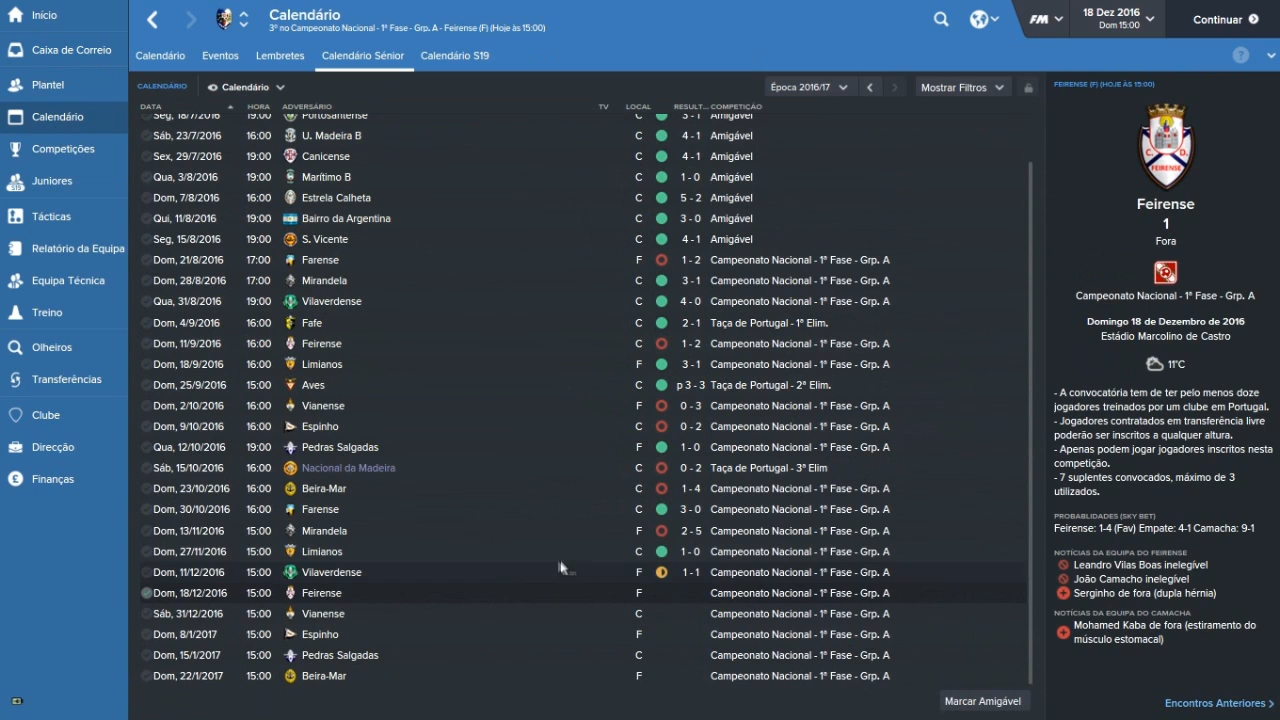 Início
Caixa de Correio
Plantel
Calendário
Competições
Juniores
Tácticas
Relatório da Equipa
Equipa Técnica
Treino
Olheiros
Transferências
Clube
Direcção
Finanças
Calendário
3º no Campeonato Nacional - 1ª Fase - Grp. A - Feirense (F) (Hoje às 15:00)
FM
18 Dez 2016
Dom 15:00
Continuar
Calendário Eventos Lembretes Calendário Sénior Calendário S19
CALENDÁRIO Calendário Época 2016/17 Mostrar Filtros
DATA HORA ADVERSÁRIO TV LOCAL RESULT... COMPETIÇÃO
Seg, 18/7/2016 19:00 Portosantense C 3 - 1 Amigável
Sáb, 23/7/2016 16:00 U. Madeira B C 4 - 1 Amigável
Sex, 29/7/2016 19:00 Canicense C 4 - 1 Amigável
Qua, 3/8/2016 19:00 Marítimo B C 1 - 0 Amigável
Dom, 7/8/2016 16:00 Estrela Calheta C 5 - 2 Amigável
Qui, 11/8/2016 19:00 Bairro da Argentina C 3 - 0 Amigável
Seg, 15/8/2016 19:00 S. Vicente C 4 - 1 Amigável
Dom, 21/8/2016 17:00 Farense F 1 - 2 Campeonato Nacional - 1ª Fase - Grp. A
Dom, 28/8/2016 17:00 Mirandela C 3 - 1 Campeonato Nacional - 1ª Fase - Grp. A
Qua, 31/8/2016 19:00 Vilaverdense C 4 - 0 Campeonato Nacional - 1ª Fase - Grp. A
Dom, 4/9/2016 16:00 Fafe C 2 - 1 Taça de Portugal - 1ª Elim.
Dom, 11/9/2016 16:00 Feirense C 1 - 2 Campeonato Nacional - 1ª Fase - Grp. A
Dom, 18/9/2016 16:00 Limianos F 3 - 1 Campeonato Nacional - 1ª Fase - Grp. A
Dom, 25/9/2016 15:00 Aves C p 3 - 3 Taça de Portugal - 2ª Elim.
Dom, 2/10/2016 16:00 Vianense F 0 - 3 Campeonato Nacional - 1ª Fase - Grp. A
Dom, 9/10/2016 16:00 Espinho C 0 - 2 Campeonato Nacional - 1ª Fase - Grp. A
Qua, 12/10/2016 19:00 Pedras Salgadas F 1 - 0 Campeonato Nacional - 1ª Fase - Grp. A
Sáb, 15/10/2016 16:00 Nacional da Madeira C 0 - 2 Taça de Portugal - 3ª Elim
Dom, 23/10/2016 16:00 Beira-Mar C 1 - 4 Campeonato Nacional - 1ª Fase - Grp. A
Dom, 30/10/2016 16:00 Farense C 3 - 0 Campeonato Nacional - 1ª Fase - Grp. A
Dom, 13/11/2016 15:00 Mirandela F 2 - 5 Campeonato Nacional - 1ª Fase - Grp. A
Dom, 27/11/2016 15:00 Limianos C 1 - 0 Campeonato Nacional - 1ª Fase - Grp. A
Dom, 11/12/2016 15:00 Vilaverdense F 1 - 1 Campeonato Nacional - 1ª Fase - Grp. A
Dom, 18/12/2016 15:00 Feirense F Campeonato Nacional - 1ª Fase - Grp. A
Sáb, 31/12/2016 15:00 Vianense C Campeonato Nacional - 1ª Fase - Grp. A
Dom, 8/1/2017 15:00 Espinho F Campeonato Nacional - 1ª Fase - Grp. A
Dom, 15/1/2017 15:00 Pedras Salgadas C Campeonato Nacional - 1ª Fase - Grp. A
Dom, 22/1/2017 15:00 Beira-Mar F Campeonato Nacional - 1ª Fase - Grp. A
Marcar Amigável
FEIRENSE (F) (HOJE ÀS 15:00)
C. D.
FEIRENSE
Feirense
1
Fora
Campeonato Nacional - 1ª Fase - Grp. A
Domingo 18 de Dezembro de 2016
Estádio Marcolino de Castro
11°C
- A convocatória tem de ter pelo menos doze
jogadores treinados por um clube em Portugal.
- Jogadores contratados em transferência livre
poderão ser inscritos a qualquer altura.
- Apenas podem jogar jogadores inscritos nesta
competição.
- 7 suplentes convocados, máximo de 3
utilizados.
PROBABLIDADES (SKY BET)
Feirense: 1-4 (Fav) Empate: 4-1 Camacha: 9-1
NOTÍCIAS DA EQUIPA DO FEIRENSE
Leandro Vilas Boas inelegível
João Camacho inelegível
Serginho de fora (dupla hérnia)
NOTÍCIAS DA EQUIPA DO CAMACHA
Mohamed Kaba de fora (estiramento do
músculo estomacal)
Encontros Anteriores >